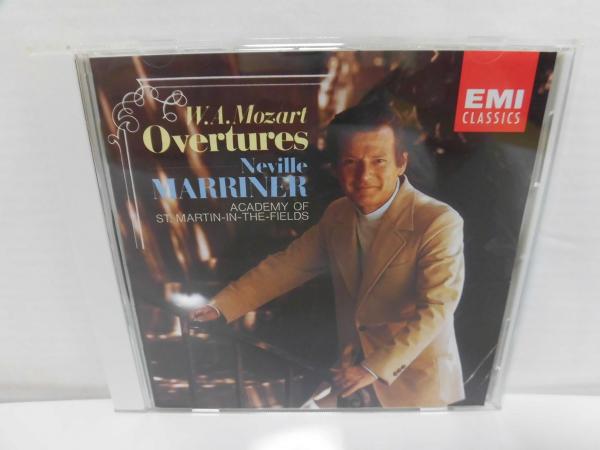 W.A.Mozart
Overtures
Neville
MARRINER
ACADEMY OF
ST. MARTIN-IN-THE-FIELDS
EMI
CLASSICS